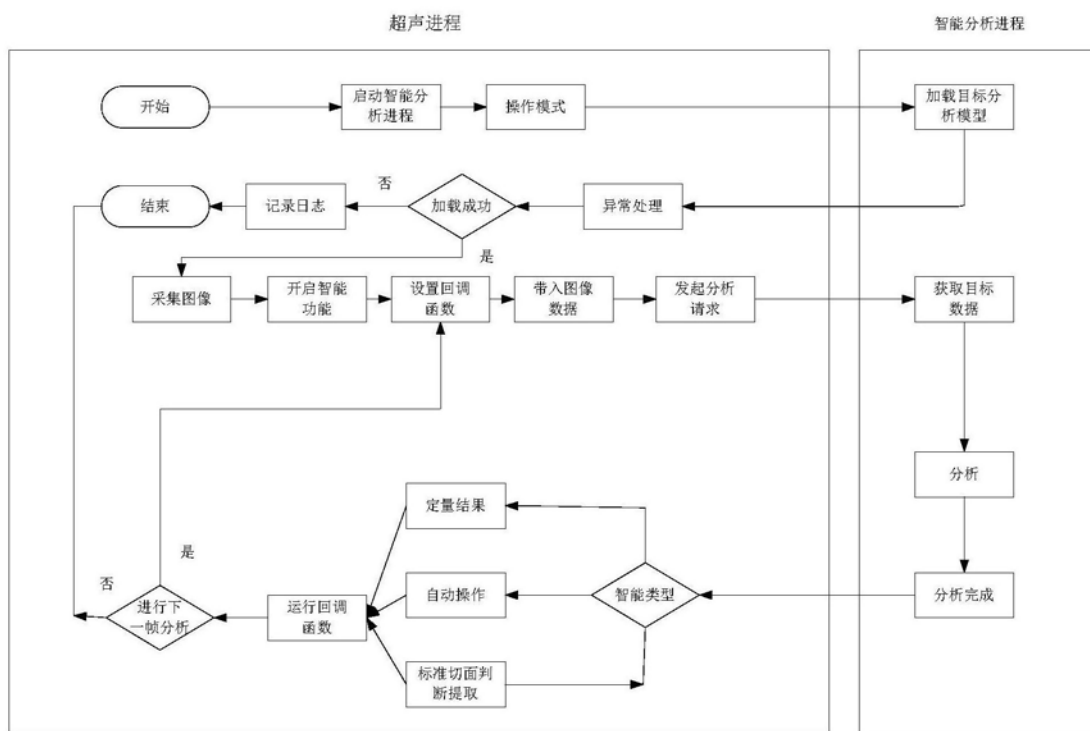 超声进程
智能分析进程
开始
启动智能分
析进程
操作模式
加载目标分
析模型
结束
记录日志
否
加载成功
异常处理
是
采集图像
开启智能
功能
设置回调
函数
带入图像
数据
发起分析
请求
获取目标
数据
分析
定量结果
是
否
进行下
一帧分析
运行回调
函数
自动操作
智能类型
分析完成
标准切面判
断提取